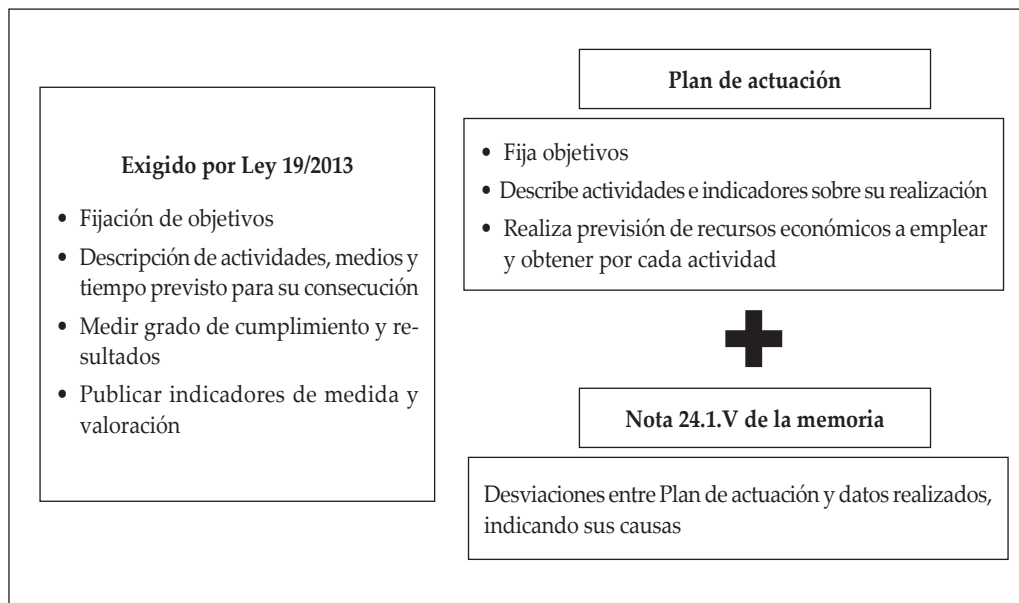 Exigido por Ley 19/2013
• Fijación de objetivos
• Descripción de actividades, medios y
tiempo previsto para su consecución
• Medir grado de cumplimiento y re-
sultados
• Publicar indicadores de medida y
valoración
Plan de actuación
• Fija objetivos
• Describe actividades e indicadores sobre su realización
• Realiza previsión de recursos económicos a emplear
y obtener por cada actividad
Nota 24.1.V de la memoria
Desviaciones entre Plan de actuación y datos realizados,
indicando sus causas